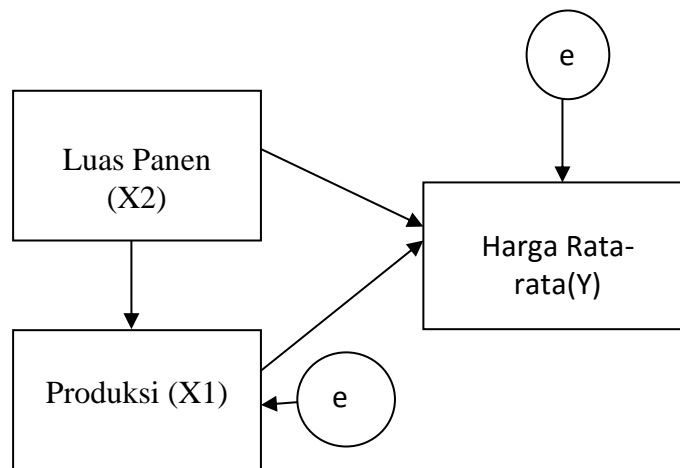 e
Luas Panen
(X2)
Harga Rata-
rata(Y)
Produksi (X1)
e